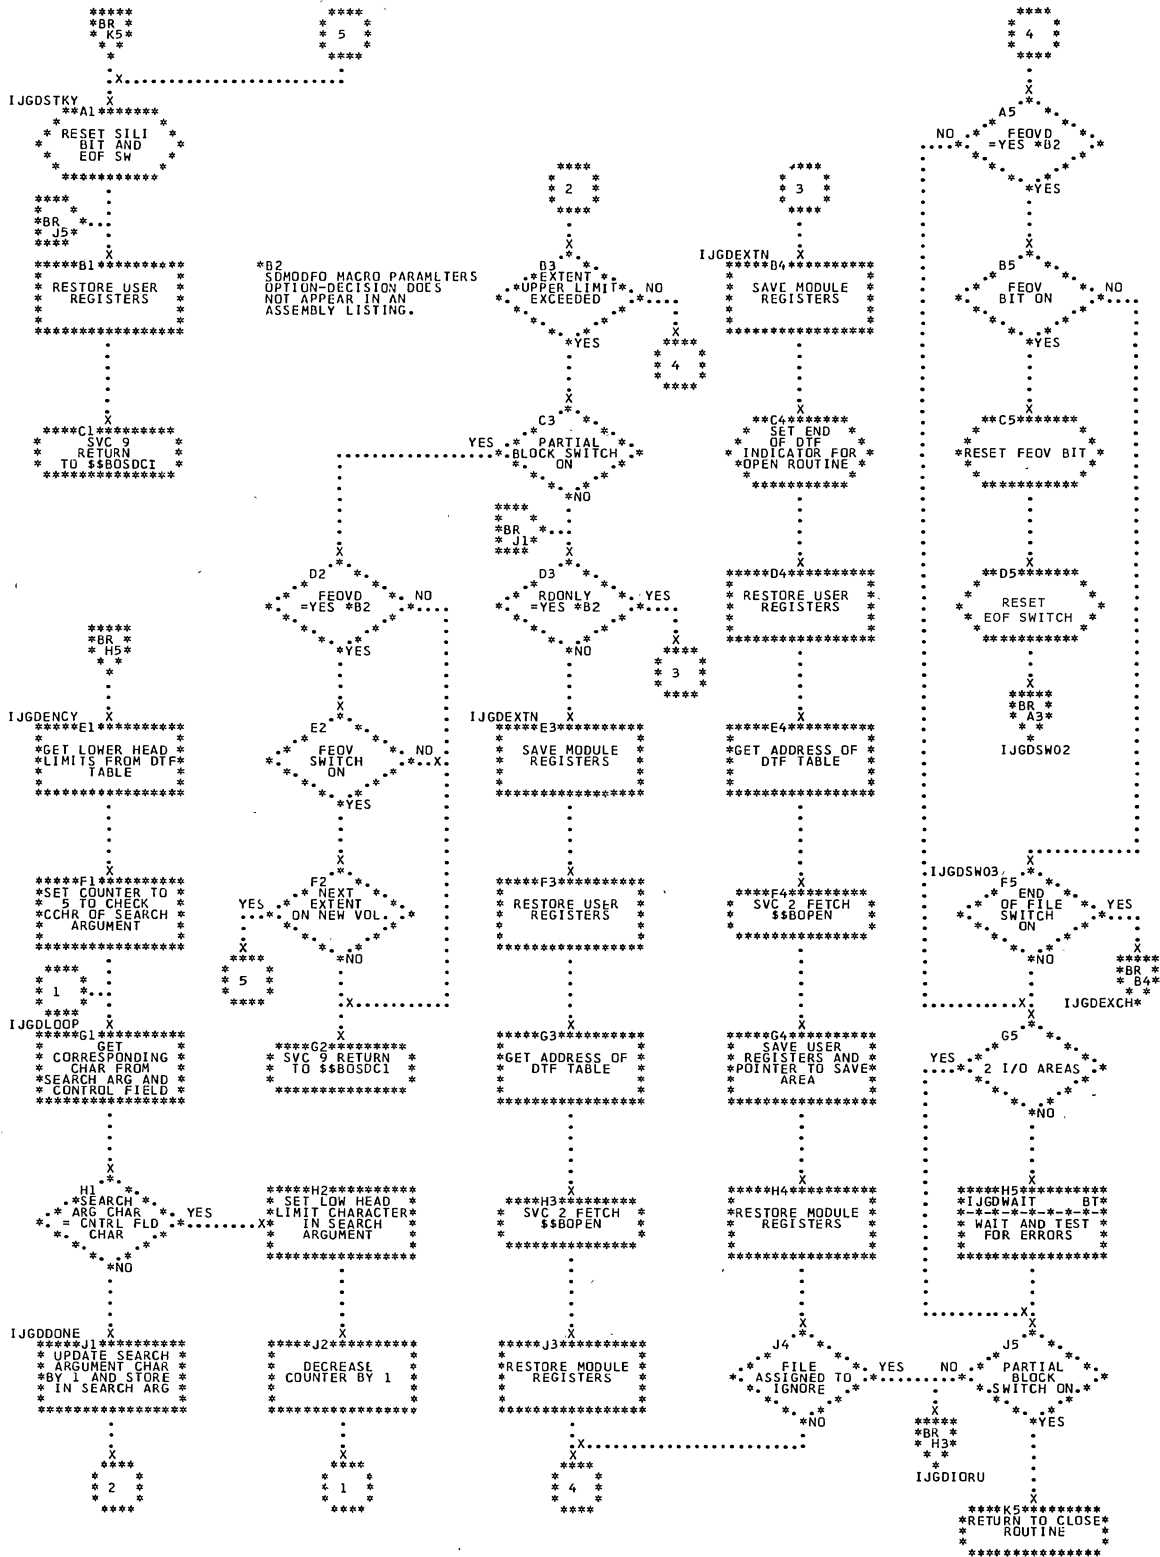 BR
K5
5
4
IJGDSTKY
A1
RESET SILI
BIT AND
EOF SW
BR
J5
B1
RESTORE USER
REGISTERS
C1
SVC 9
RETURN
TO $$BOSDCI
BR
H5
IJGDENCY
E1
GET LOWER HEAD
LIMITS FROM DTF
TABLE
F1
SET COUNTER TO
5 TO CHECK
CCHR OF SEARCH
ARGUMENT
1
IJGDLOOP
G1
GET
CORRESPONDING
CHAR FROM
SEARCH ARG AND
CONTROL FIELD
H1
SEARCH
ARG CHAR
= CNTRL FLD
CHAR
YES
NO
IJGDDONE
J1
UPDATE SEARCH
ARGUMENT CHAR
BY 1 AND STORE
IN SEARCH ARG
2
*B2
SDMODFO MACRO PARAMLTERS
OPTION-DECISION DOES
NOT APPEAR IN AN
ASSEMBLY LISTING.
D2
FEOVD
=YES *B2
NO
YES
E2
FEOV
SWITCH
ON
NO
YES
F2
NEXT
EXTENT
ON NEW VOL.
YES
NO
5
G2
SVC 9 RETURN
TO $$BOSDC1
H2
SET LOW HEAD
LIMIT CHARACTER
IN SEARCH
ARGUMENT
J2
DECREASE
COUNTER BY 1
1
2
B3
EXTENT
UPPER LIMIT
EXCEEDED
NO
YES
4
C3
PARTIAL
BLOCK SWITCH
ON
YES
NO
BR
J1
D3
RDONLY
=YES *B2
YES
NO
3
IJGDEXTN
E3
SAVE MODULE
REGISTERS
F3
RESTORE USER
REGISTERS
G3
GET ADDRESS OF
DTF TABLE
H3
SVC 2 FETCH
$$BOPEN
J3
RESTORE MODULE
REGISTERS
4
3
IJGDEXTN
B4
SAVE MODULE
REGISTERS
C4
SET END
OF DTF
INDICATOR FOR
OPEN ROUTINE
D4
RESTORE USER
REGISTERS
E4
GET ADDRESS OF
DTF TABLE
F4
SVC 2 FETCH
$$BOPEN
G4
SAVE USER
REGISTERS AND
POINTER TO SAVE
AREA
H4
RESTORE MODULE
REGISTERS
J4
FILE
ASSIGNED TO
IGNORE
YES
NO
A5
FEOVD
=YES *B2
NO
YES
B5
FEOV
BIT ON
NO
YES
C5
RESET FEOV BIT
D5
RESET
EOF SWITCH
BR
A3
IJGDSW02
IJGDSW03
F5
END
OF FILE
SWITCH
ON
YES
NO
BR
B4
IJGDEXCH
G5
2 I/O AREAS
YES
NO
H5
IJGDWAIT BT
WAIT AND TEST
FOR ERRORS
J5
PARTIAL
BLOCK
SWITCH ON
NO
YES
BR
H3
IJGDIORU
K5
RETURN TO CLOSE
ROUTINE